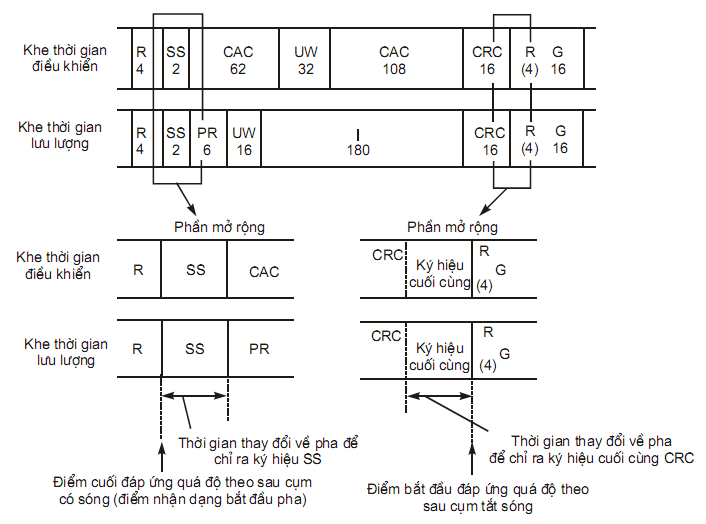 Khe thời gian
điều khiển
R
4
SS
2
CAC
62
UW
32
CAC
108
CRC
16
R
(4)
G
16
Khe thời gian
lưu lượng
R
4
SS
2
PR
6
UW
16
I
180
CRC
16
R
(4)
G
16
Phần mở rộng
Phần mở rộng
Khe thời gian
điều khiển
R
SS
CAC
CRC
Ký hiệu
cuối cùng
R
G
(4)
Khe thời gian
lưu lượng
R
SS
PR
CRC
Ký hiệu
cuối cùng
R
G
(4)
Thời gian thay đổi về pha để
chỉ ra ký hiệu SS
Thời gian thay đổi về pha
để chỉ ra ký hiệu cuối cùng CRC
Điểm cuối đáp ứng quá độ theo sau cụm
có sóng (điểm nhận dạng bắt đầu pha)
Điểm bắt đầu đáp ứng quá độ theo
sau cụm tắt sóng